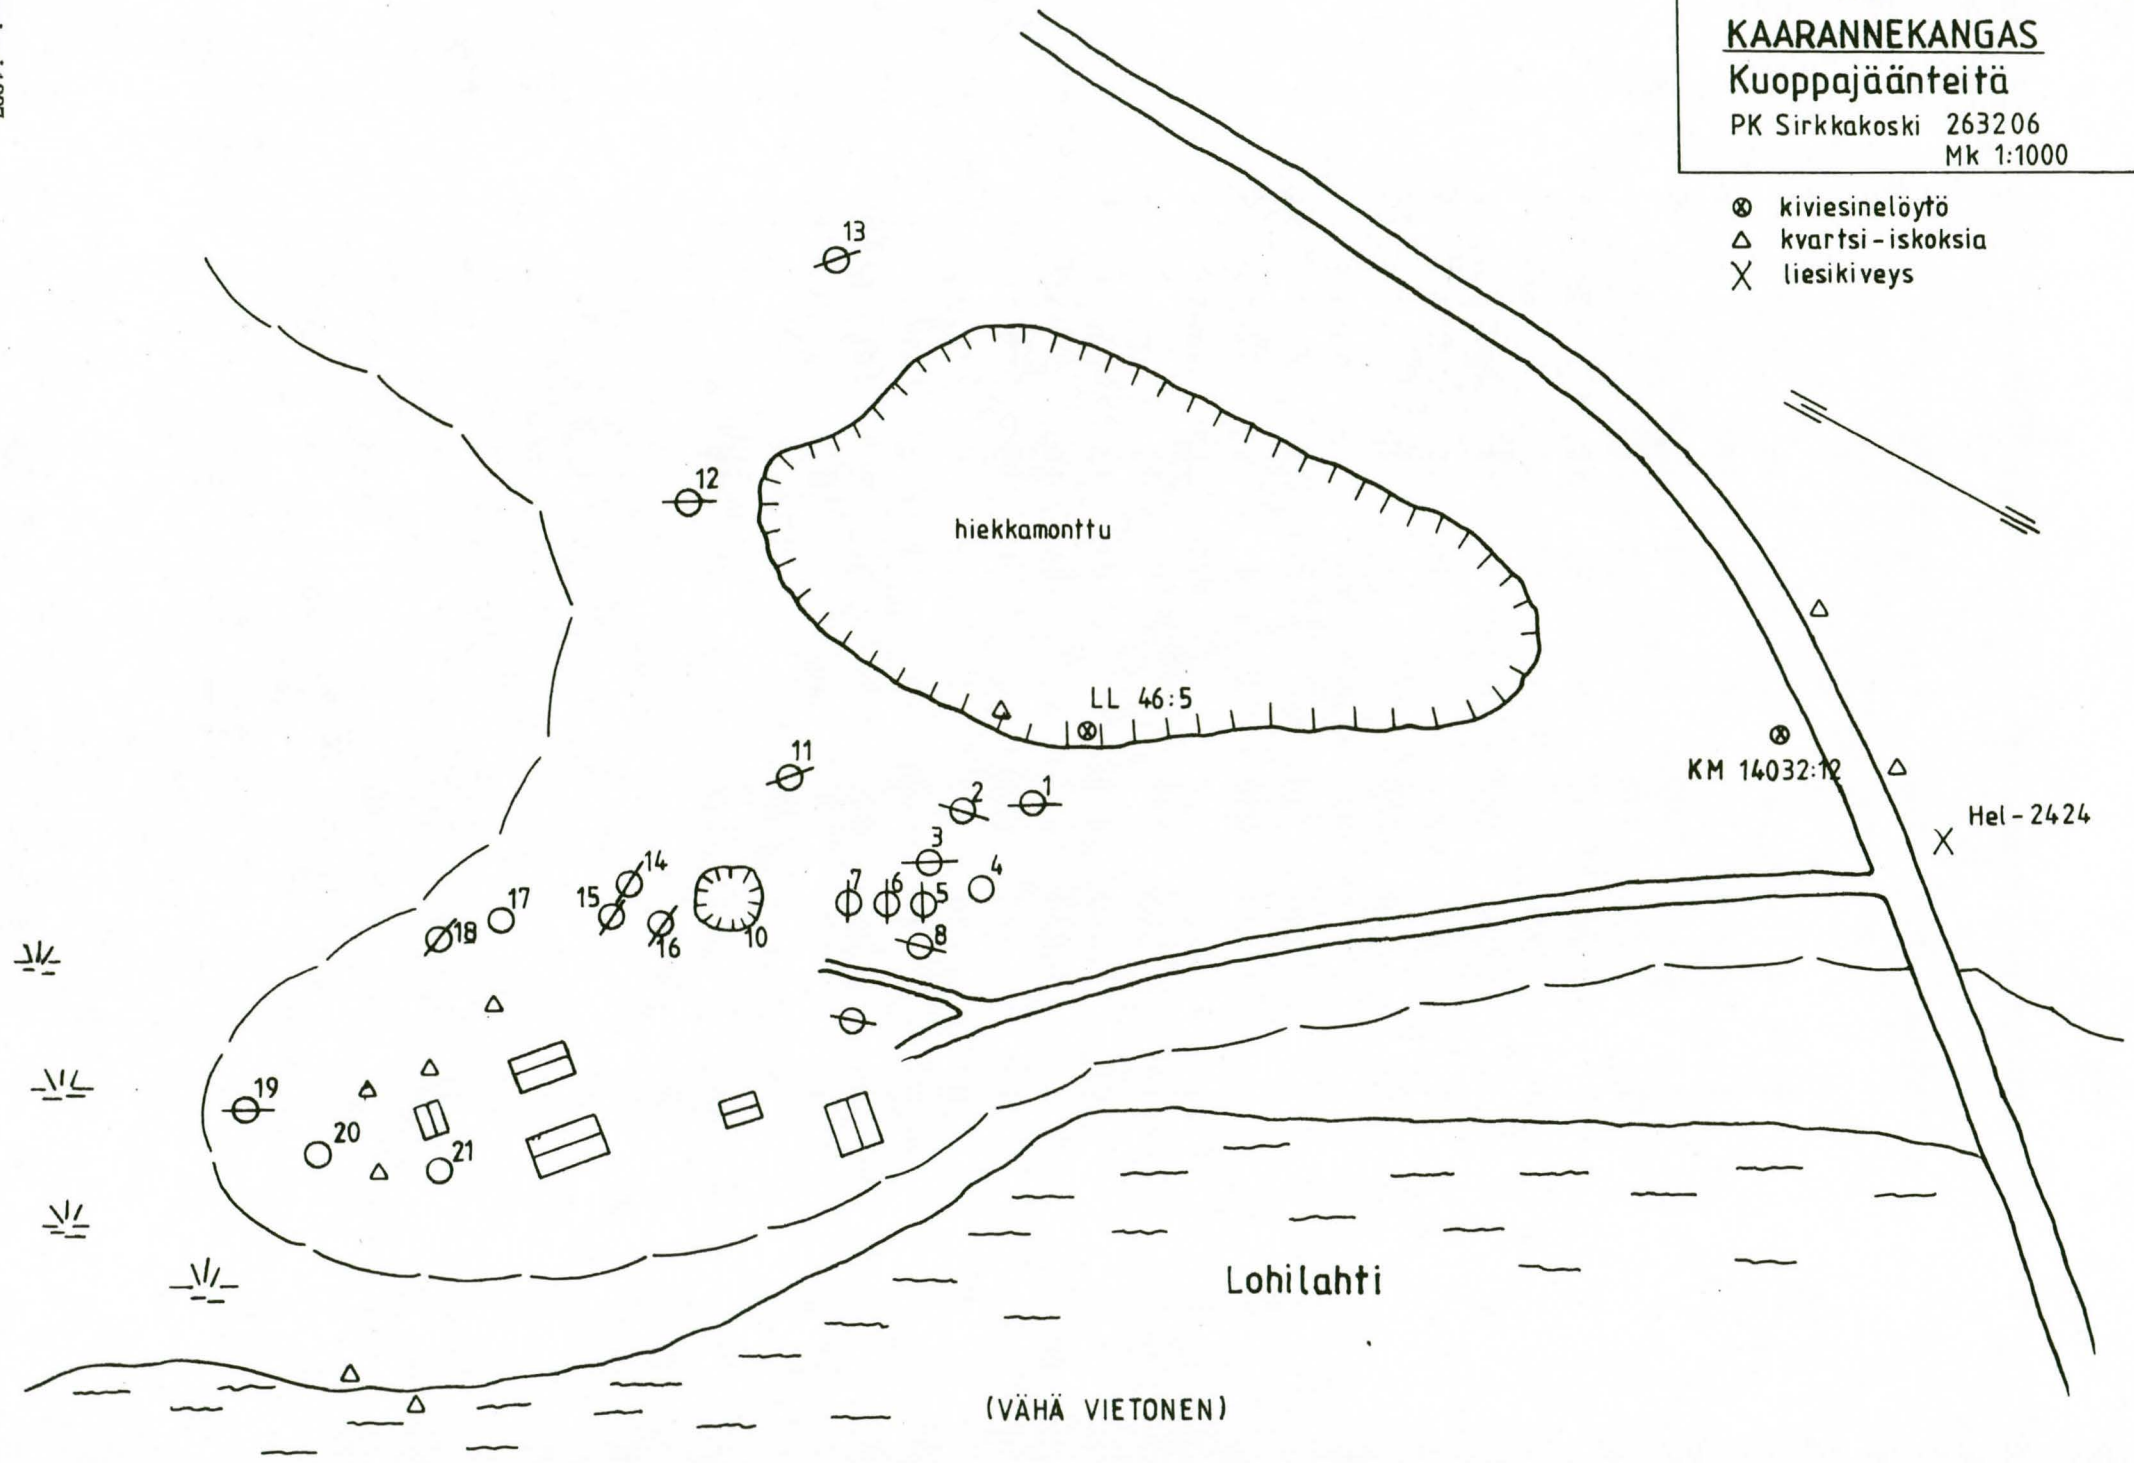 KAARANNEKANGAS
Kuoppajäänteitä
PK Sirkkakoski 263206
Mk 1:1000
kiviesinelöytö
kvartsi-iskoksia
liesikiveys
13
12
hiekkamonttu
LL 46:5
11
2
1
KM 14032:12
Hel-2424
3
4
14
15
16
10
7
6
5
8
17
18
19
20
21
Lohilahti
(VÄHÄ VIETONEN)